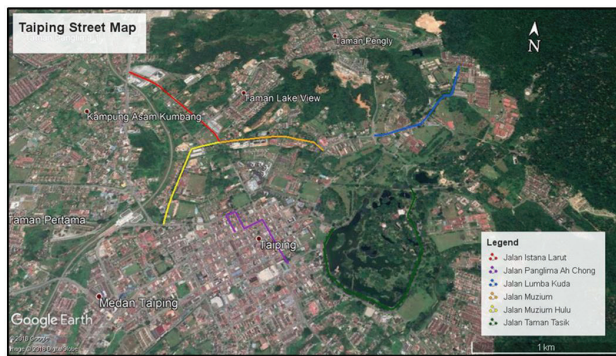 Taiping Street Map
Taman Pengly
N
Taman Lake View
Kampung Asam Kumbang
Taman Pertama
Taiping
Medan Taiping
Legend
Jalan Istana Larut
Jalan Panglima Ah Chong
Jalan Lumba Kuda
Jalan Muzium
Jalan Muzium Hulu
Jalan Taman Tasik
Google Earth
1 km